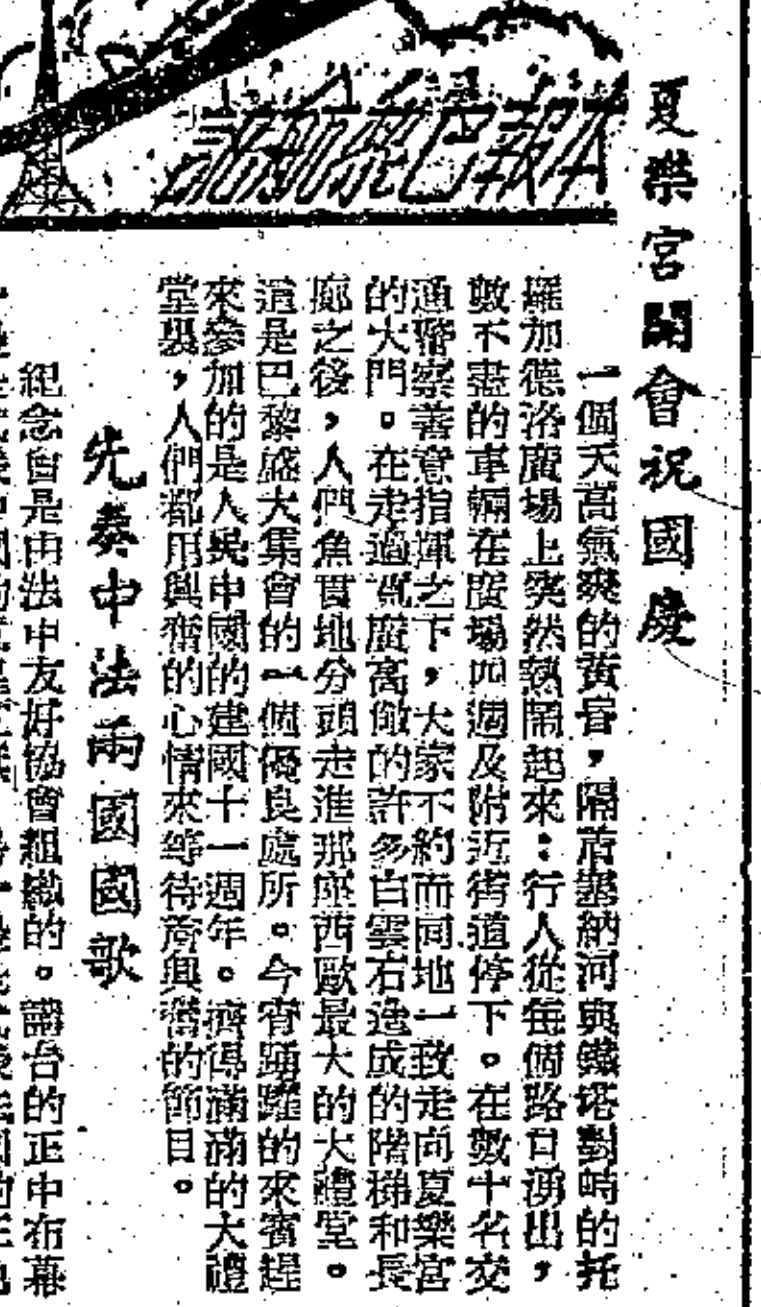 本報巴黎航訊
夏樂宮開會祝國慶
一個天高氣爽的黃昏，隔着塞納河與鐵塔對峙的托
羅加德洛廣場上突然熱鬧起來：行人從每個路口湧出，
數不盡的車輛在廣場四週及附近街道停下。在數十名交
通警察善意指揮之下，大家不約而同地一致走向夏樂宮
的大門。在走過寬廣高敞的許多白雲石造成的階梯和長
廊之後，人們魚貫地分頭走進那座西歐最大的大禮堂。
這是巴黎盛大集會的一個優良處所。今宵踴躍的來賓趕
來參加的是人民中國的建國十一週年。擠得滿滿的大禮
堂裏，人們都用興奮的心情來等待着興奮的節目。
先奏中法兩國國歌
紀念會是由法中友好協會組織的。講台的正中布幕